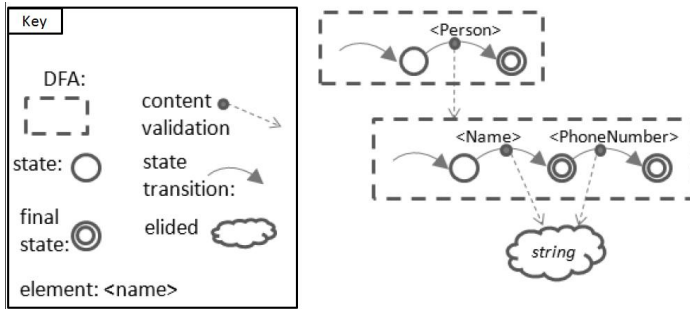 Key
DFA:
content
validation
state:
state
transition:
final
state:
elided
element: <name>
<Person>
<Name>
<PhoneNumber>
string